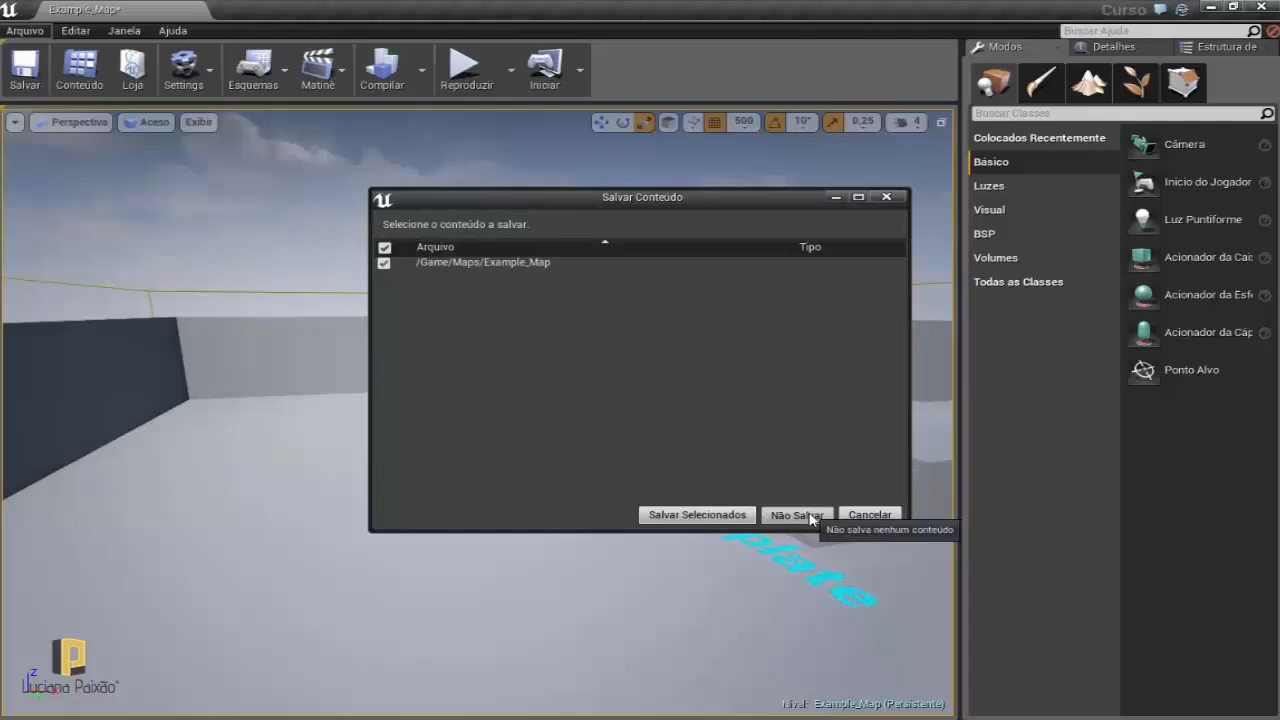 Example_Map*
Curso
Arquivo Editar Janela Ajuda
Buscar Ajuda
Salvar Conteúdo Loja Settings Esquemas Matinê Compilar Reproduzir Iniciar
Modos Detalhes Estrutura de
Buscar Classes
Perspectiva Aceso Exibir
500 10° 0,25 4
Colocados Recentemente
Básico
Luzes
Visual
BSP
Volumes
Todas as Classes
Câmera
Inicio do Jogador
Luz Puntiforme
Acionador da Caix
Acionador da Esfe
Acionador da Cáp
Ponto Alvo
Salvar Conteúdo
Selecione o conteúdo a salvar.
Arquivo Tipo
/Game/Maps/Example_Map
Salvar Selecionados Não Salvar Cancelar
Não salva nenhum conteúdo
plate
Z
Luciana Paixão
Nível: Example_Map (Persistente)